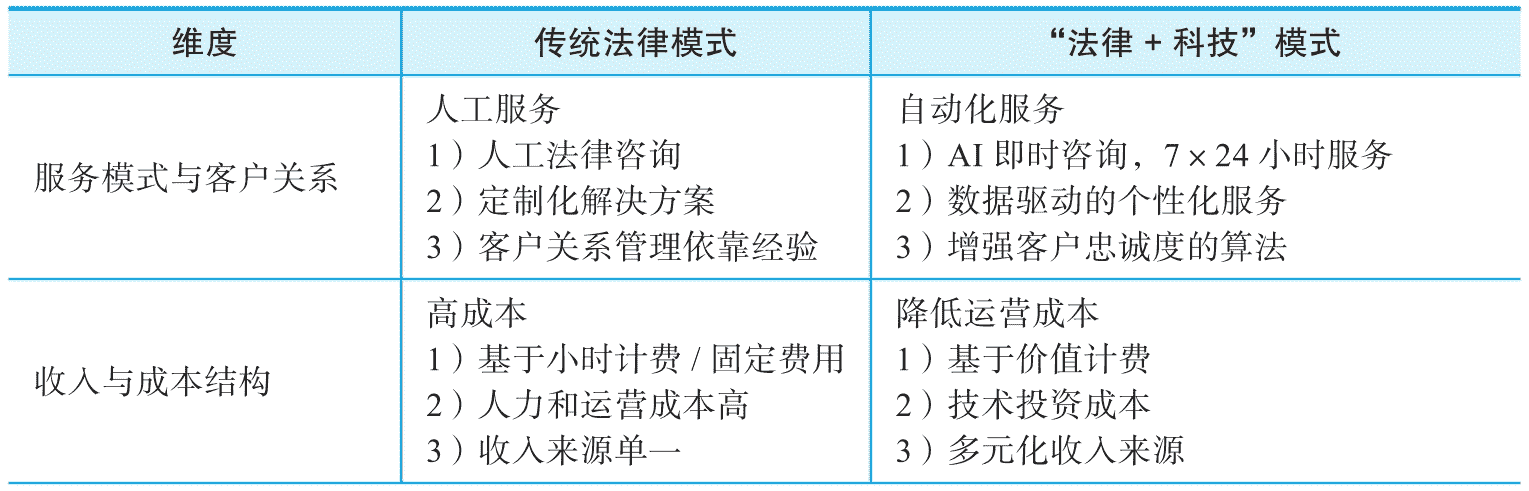 维度
传统法律模式
“法律 + 科技”模式
服务模式与客户关系
人工服务
1）人工法律咨询
2）定制化解决方案
3）客户关系管理依靠经验
自动化服务
1）AI 即时咨询，7 × 24 小时服务
2）数据驱动的个性化服务
3）增强客户忠诚度的算法
收入与成本结构
高成本
1）基于小时计费 / 固定费用
2）人力和运营成本高
3）收入来源单一
降低运营成本
1）基于价值计费
2）技术投资成本
3）多元化收入来源